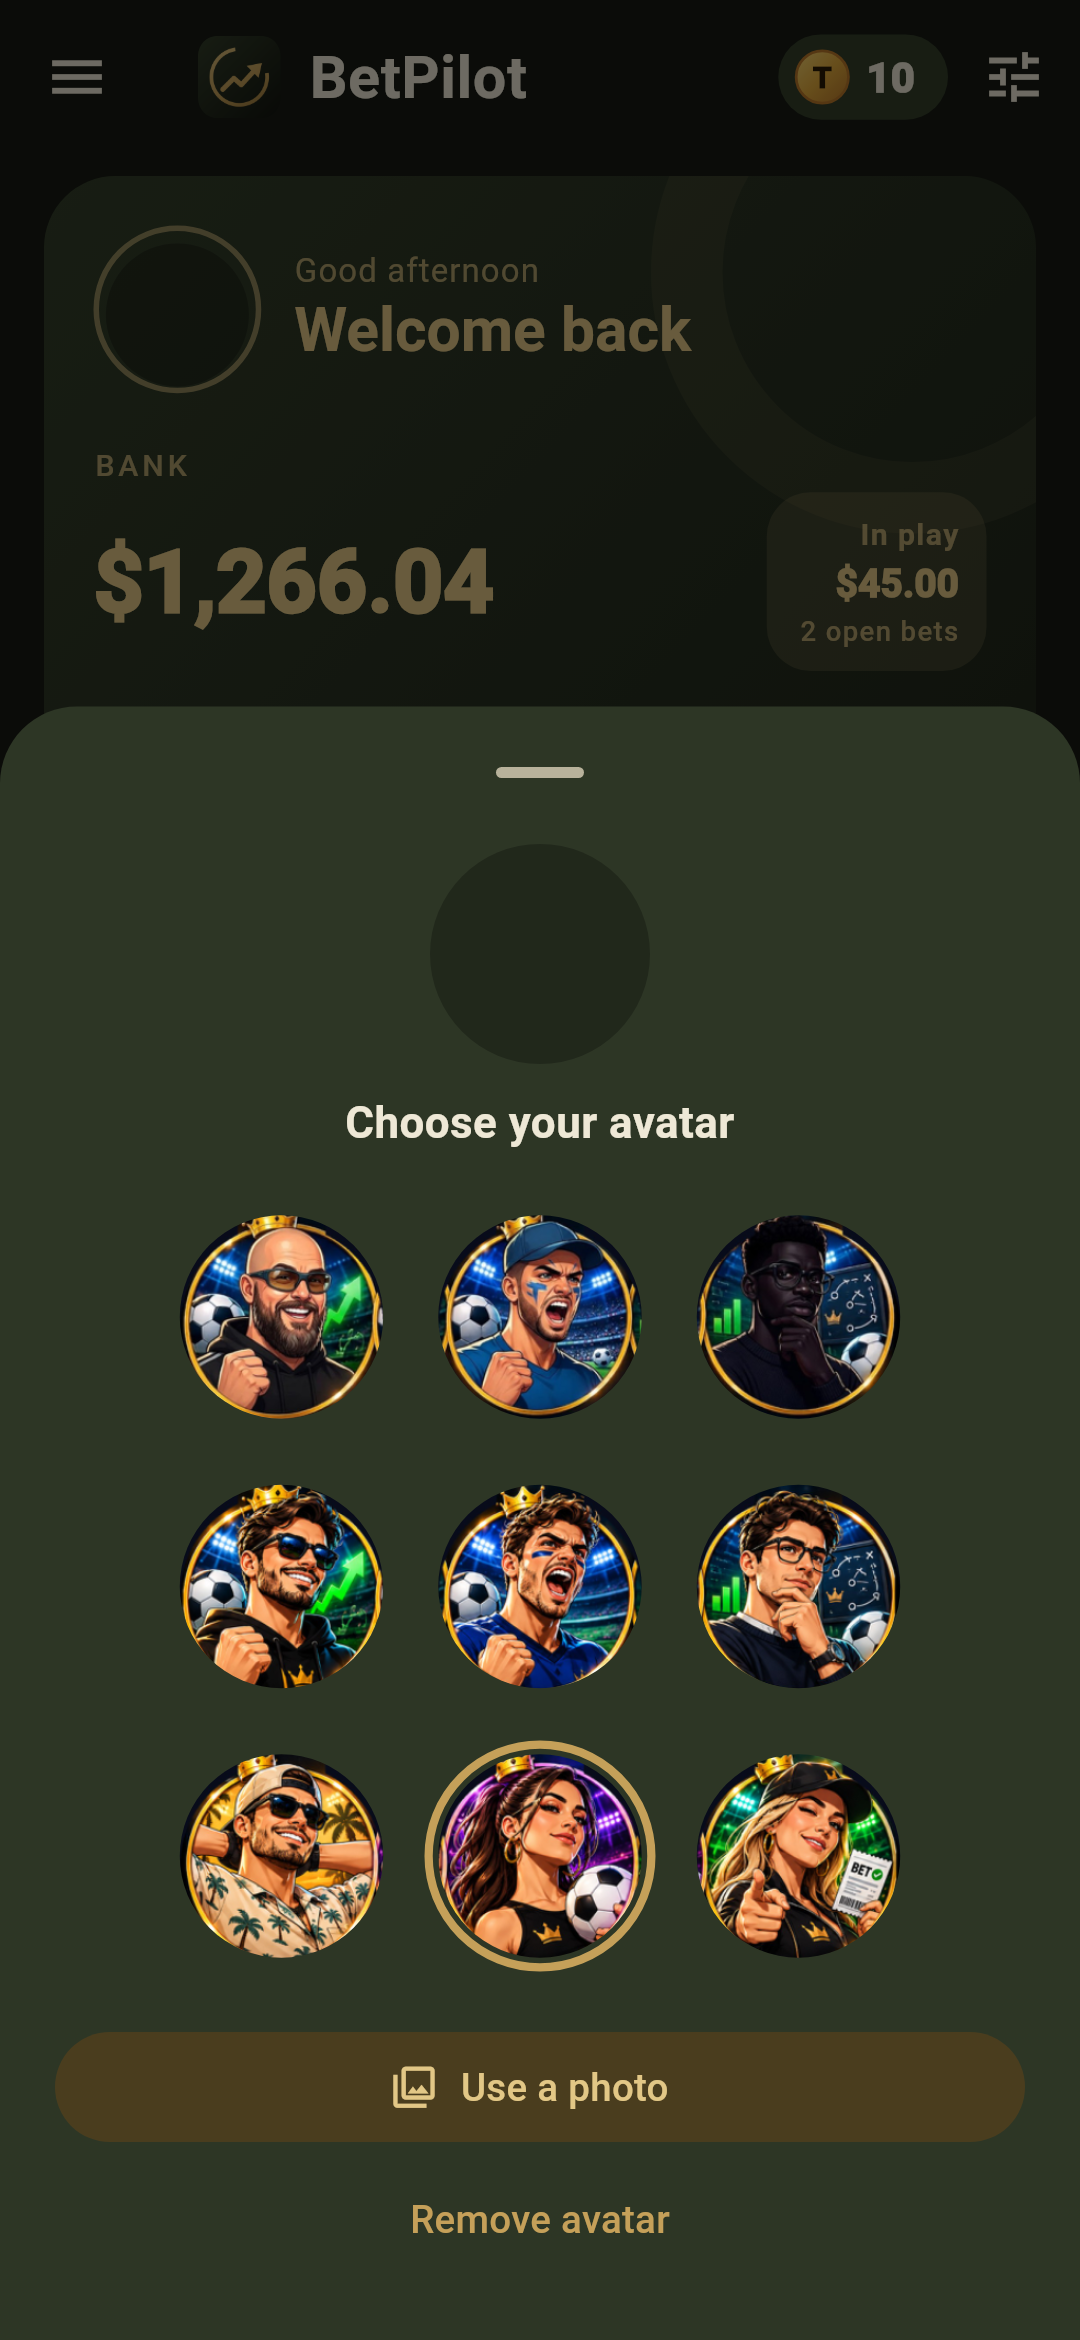 BetPilot
T 10
Good afternoon
Welcome back
BANK
$1,266.04
In play
$45.00
2 open bets
Choose your avatar
BET
Use a photo
Remove avatar